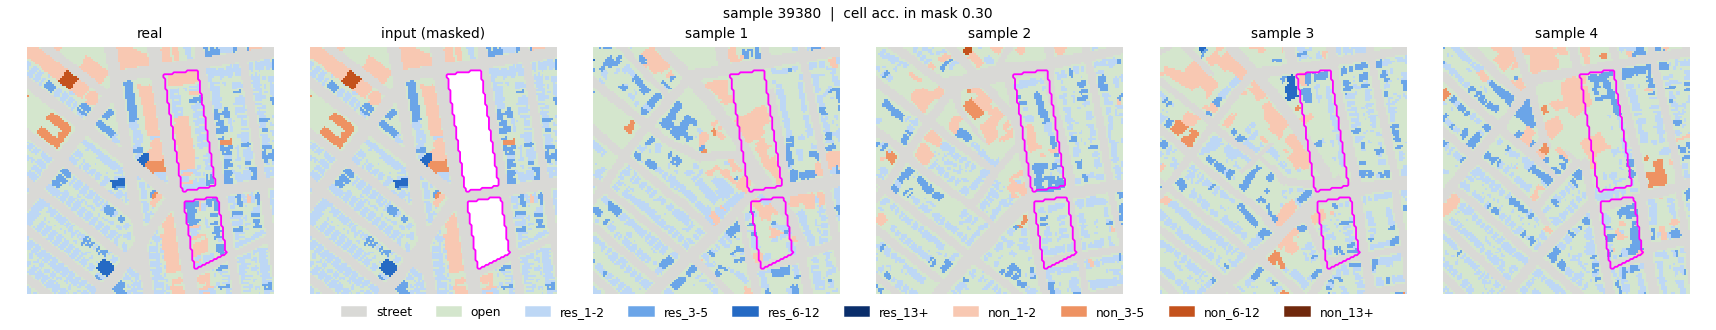 sample 39380  |  cell acc. in mask 0.30
real
input (masked)
sample 1
sample 2
sample 3
sample 4
street
open
res_1-2
res_3-5
res_6-12
res_13+
non_1-2
non_3-5
non_6-12
non_13+